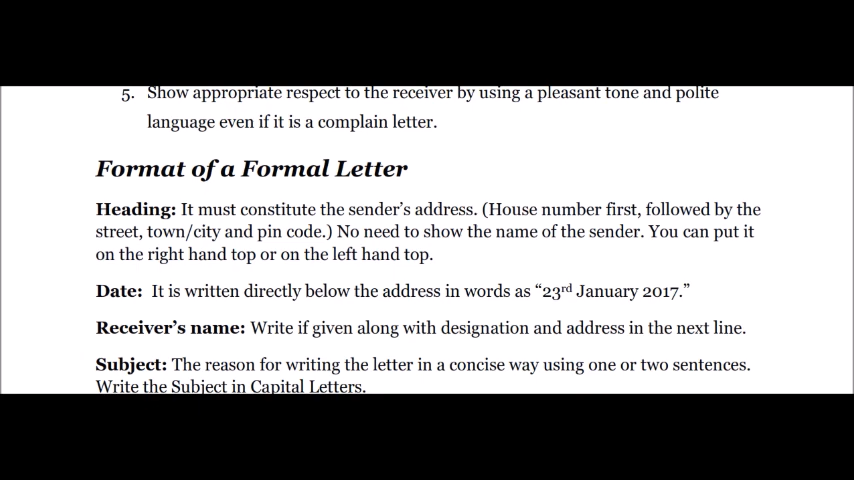 5. Show appropriate respect to the receiver by using a pleasant tone and polite
language even if it is a complain letter.
Format of a Formal Letter
Heading: It must constitute the sender's address. (House number first, followed by the
street, town/city and pin code.) No need to show the name of the sender. You can put it
on the right hand top or on the left hand top.
Date: It is written directly below the address in words as “23rd January 2017.”
Receiver's name: Write if given along with designation and address in the next line.
Subject: The reason for writing the letter in a concise way using one or two sentences.
Write the Subject in Capital Letters.